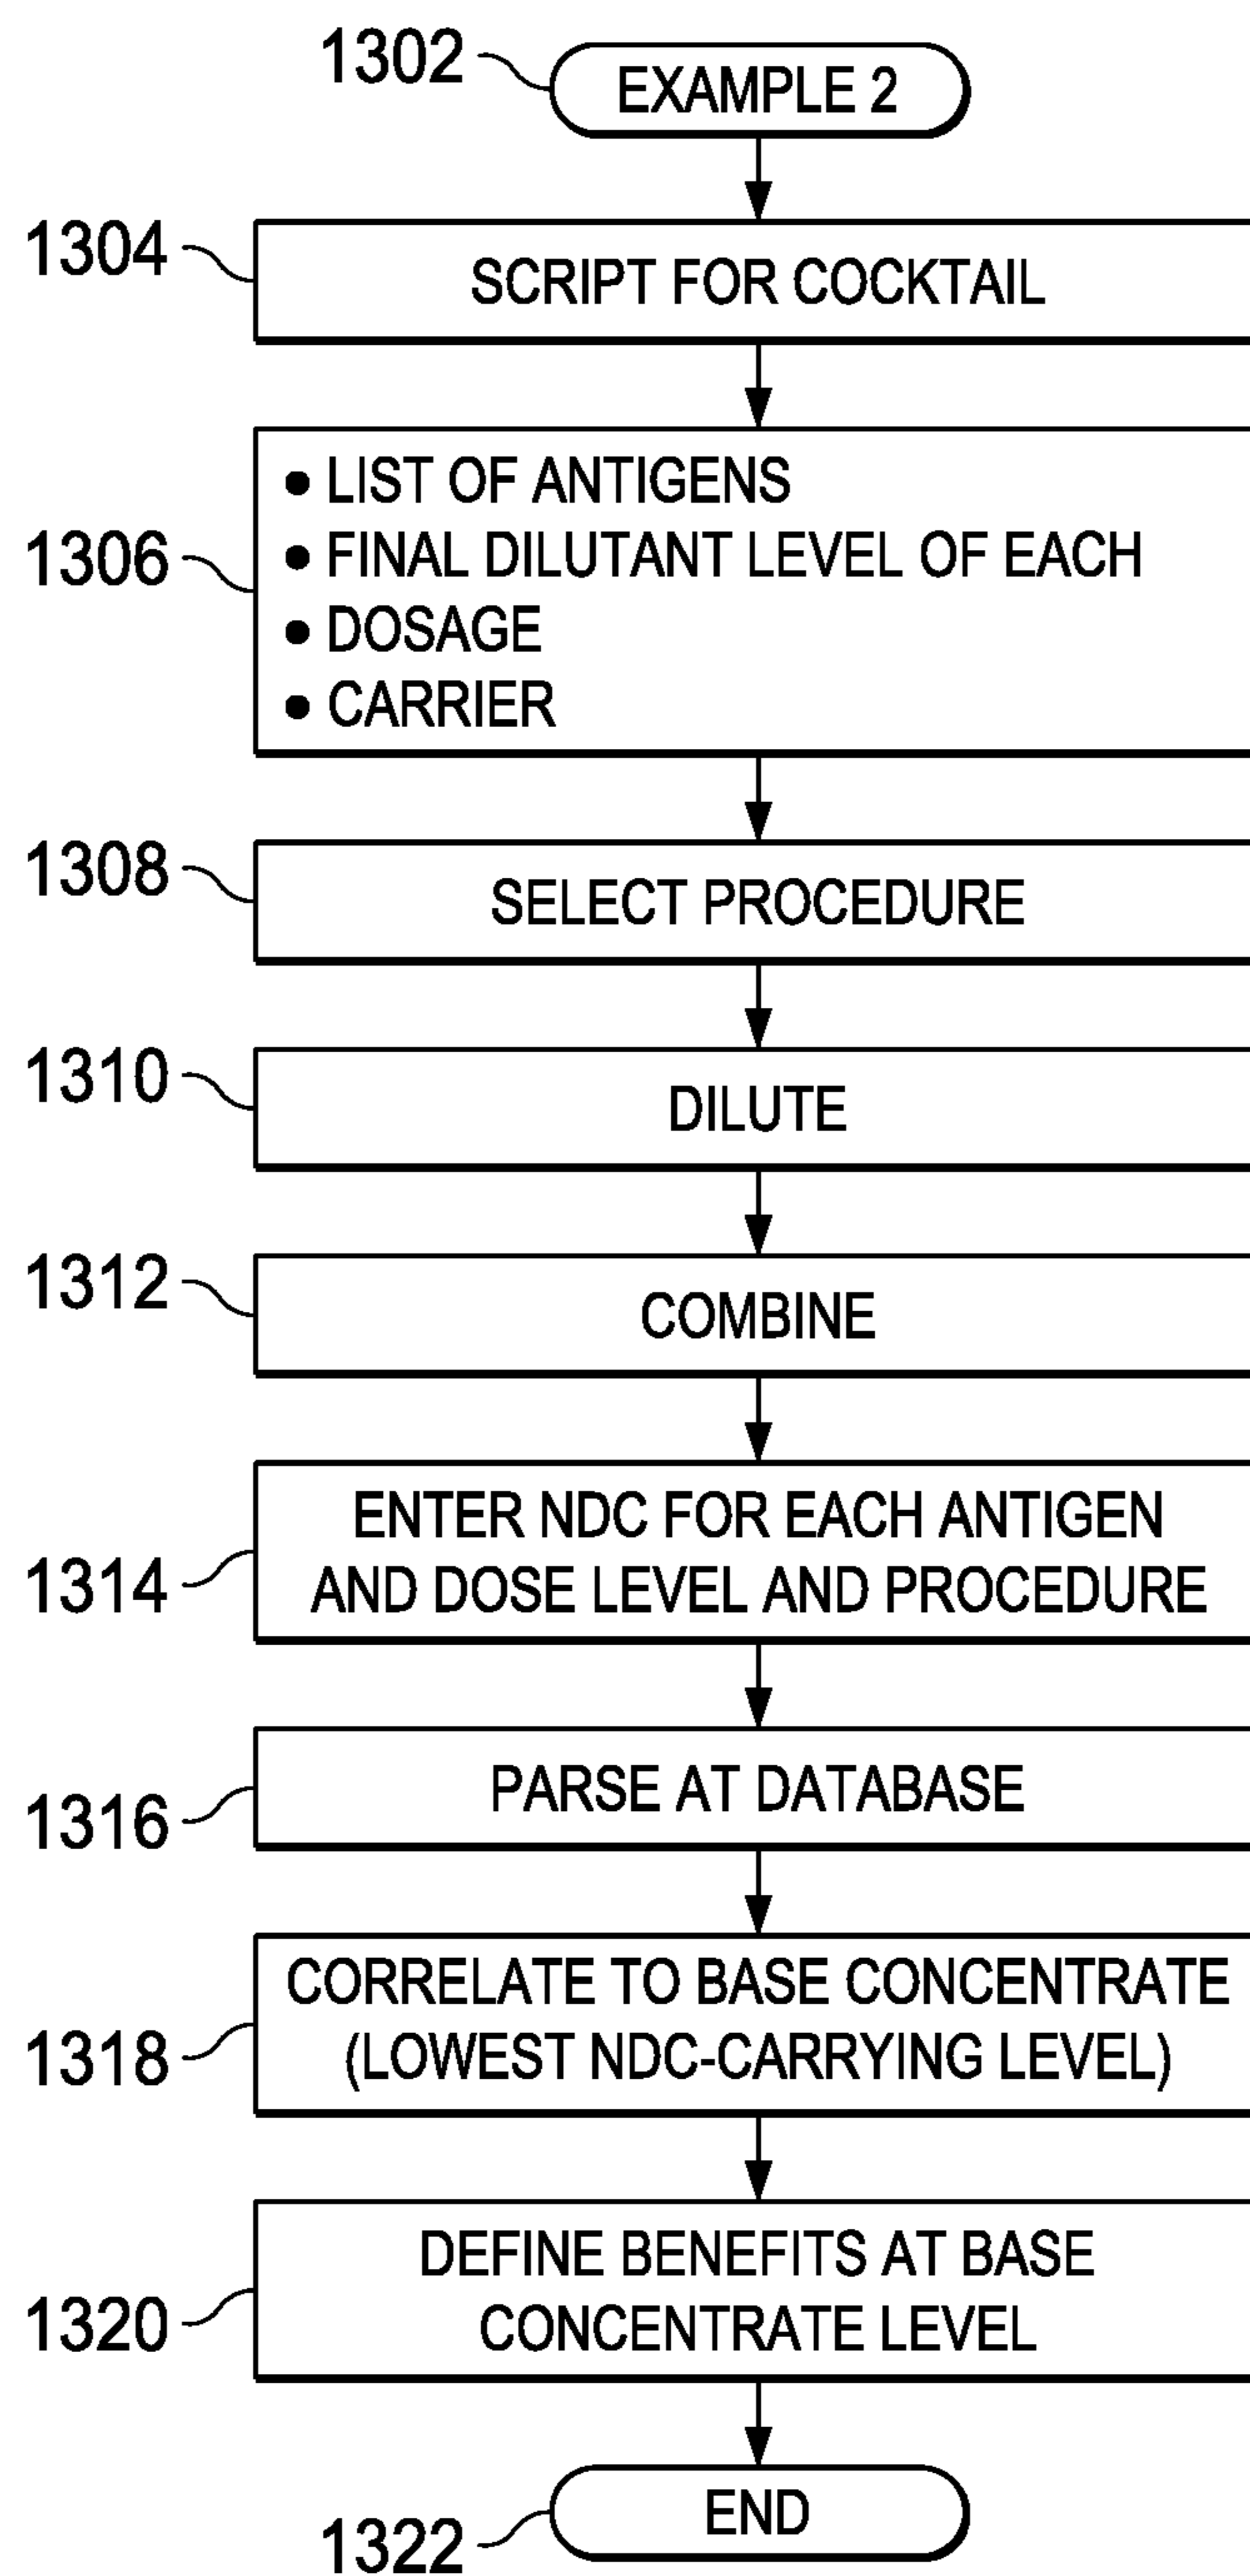 1302
EXAMPLE 2
1304
SCRIPT FOR COCKTAIL
1306
• LIST OF ANTIGENS
• FINAL DILUTANT LEVEL OF EACH
• DOSAGE
• CARRIER
1308
SELECT PROCEDURE
1310
DILUTE
1312
COMBINE
1314
ENTER NDC FOR EACH ANTIGEN
AND DOSE LEVEL AND PROCEDURE
1316
PARSE AT DATABASE
1318
CORRELATE TO BASE CONCENTRATE
(LOWEST NDC-CARRYING LEVEL)
1320
DEFINE BENEFITS AT BASE
CONCENTRATE LEVEL
1322
END